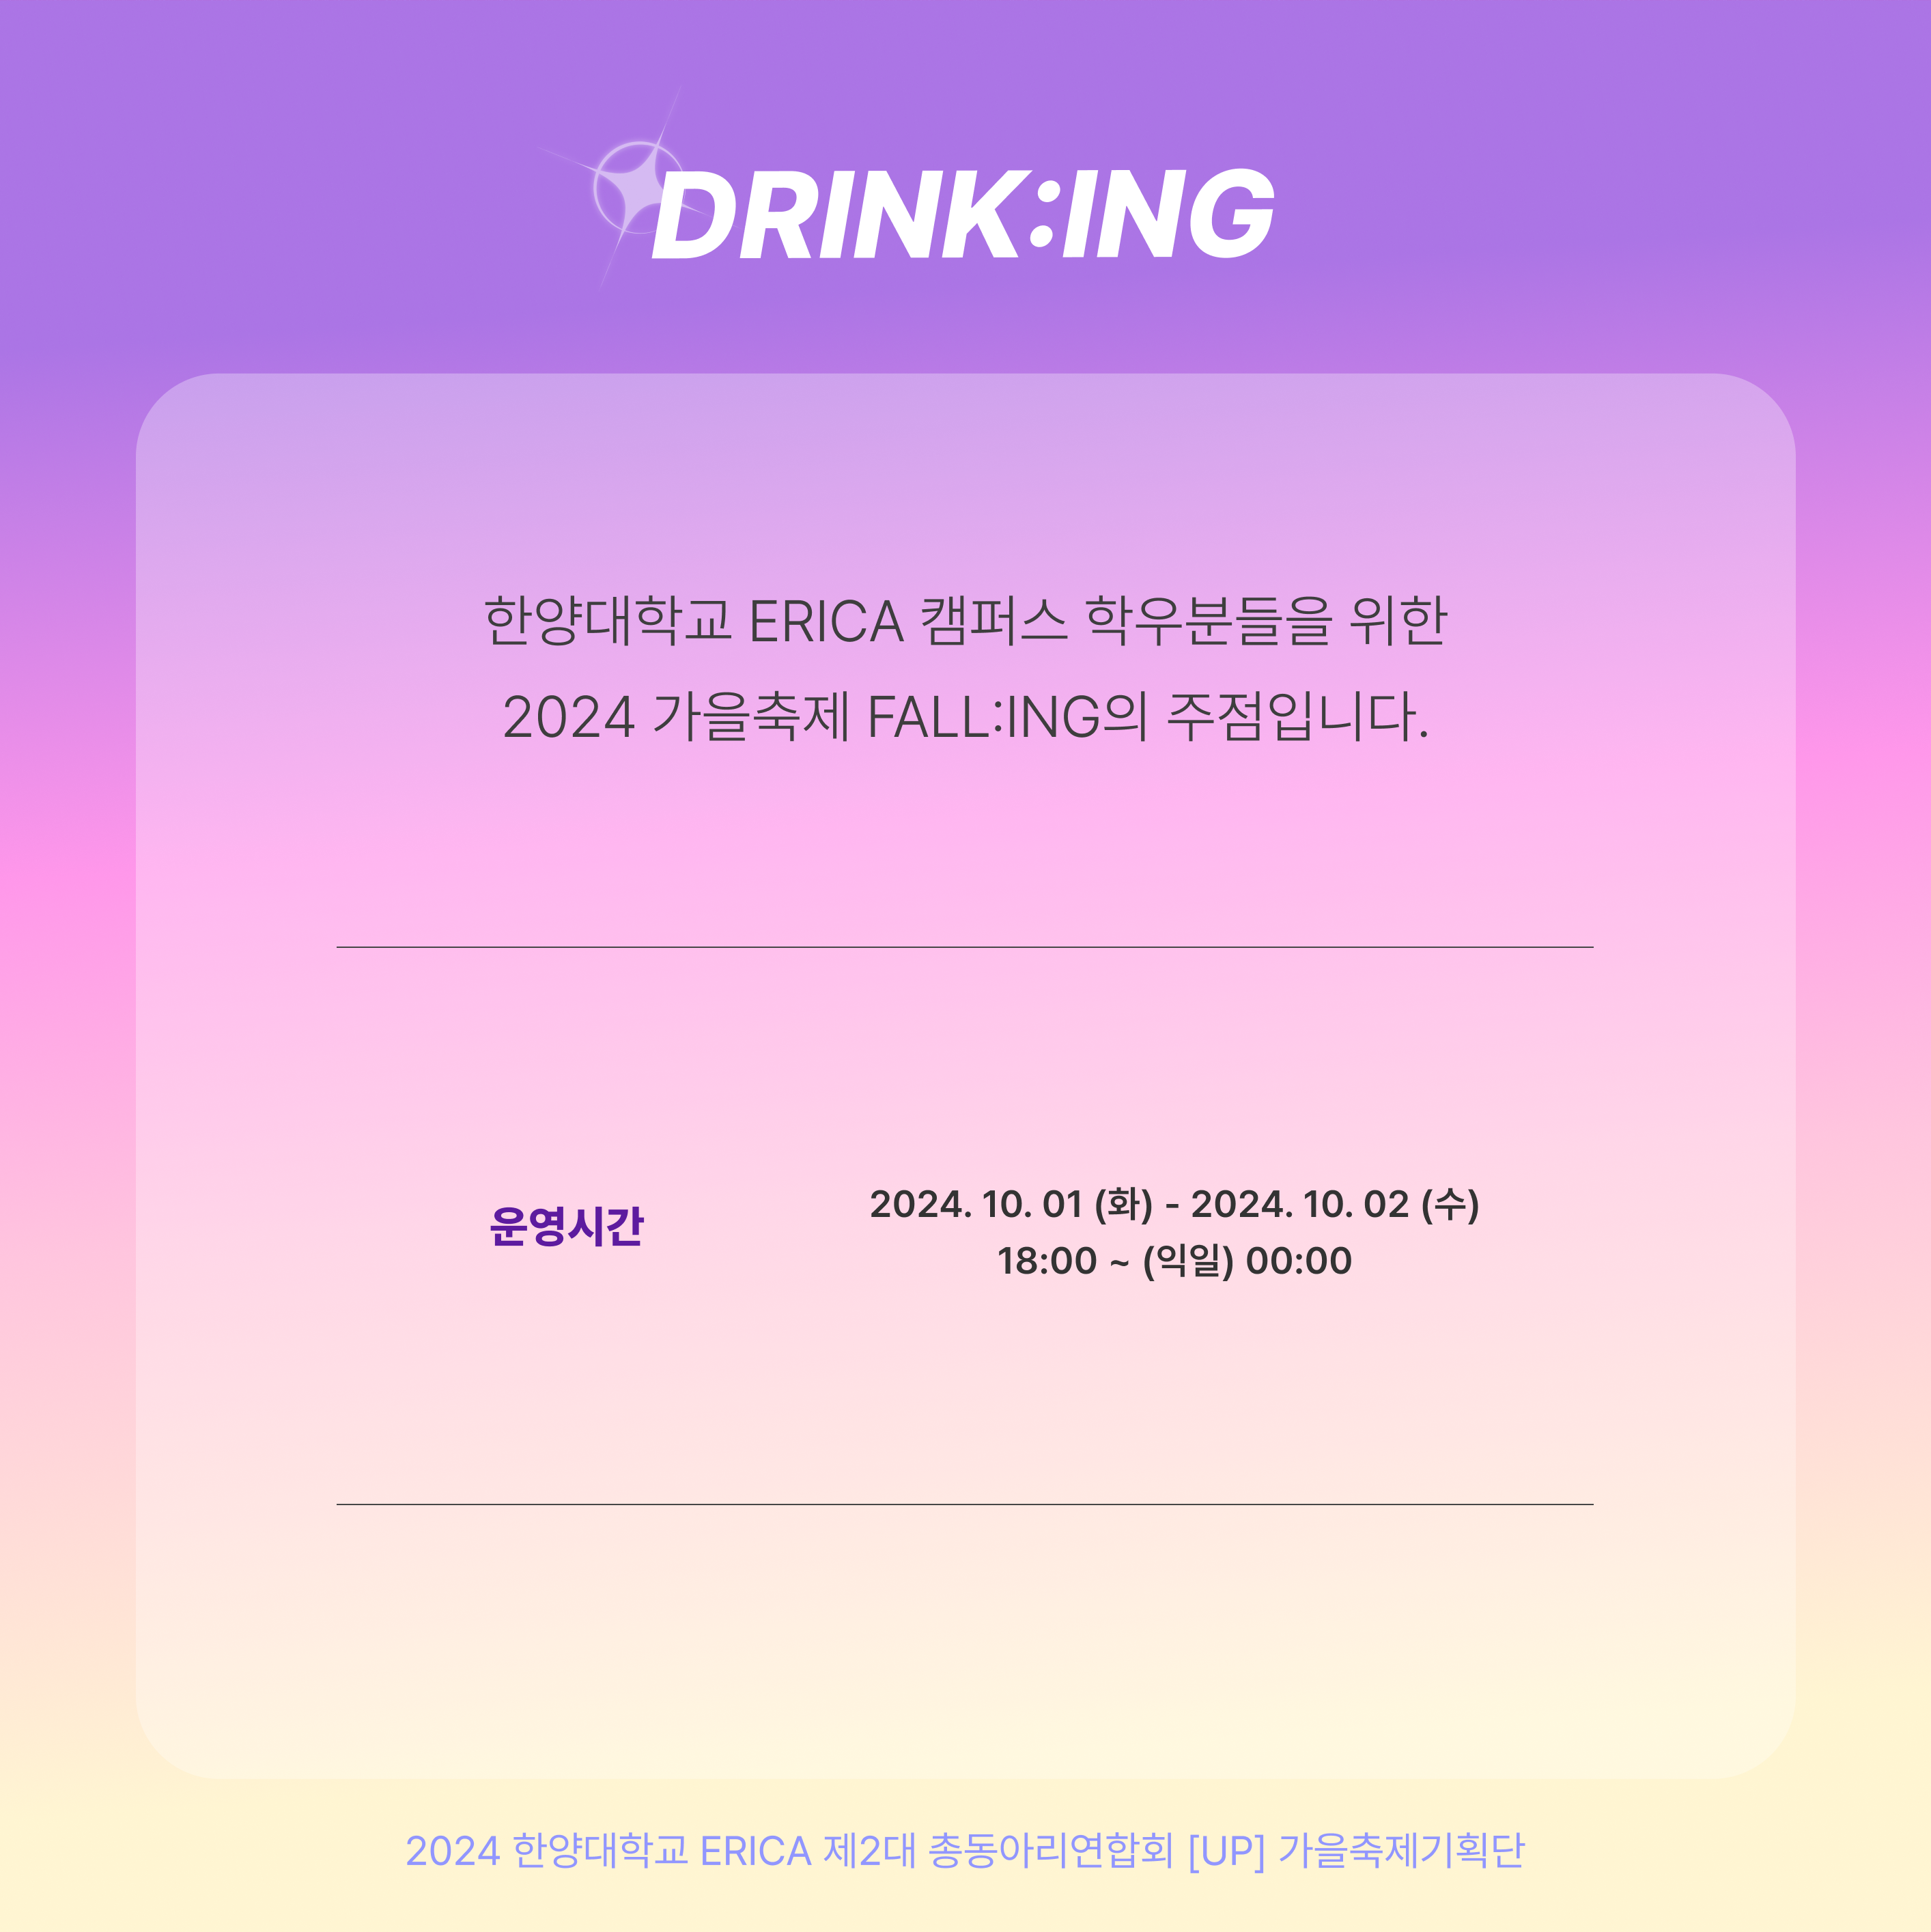 DRINK:ING
한양대학교 ERICA 캠퍼스 학우분들을 위한
2024 가을축제 FALL:ING의 주점입니다.
운영시간
2024. 10. 01 (화) - 2024. 10. 02 (수)
18:00 ~ (익일) 00:00
2024 한양대학교 ERICA 제2대 총동아리연합회 [UP] 가을축제기획단